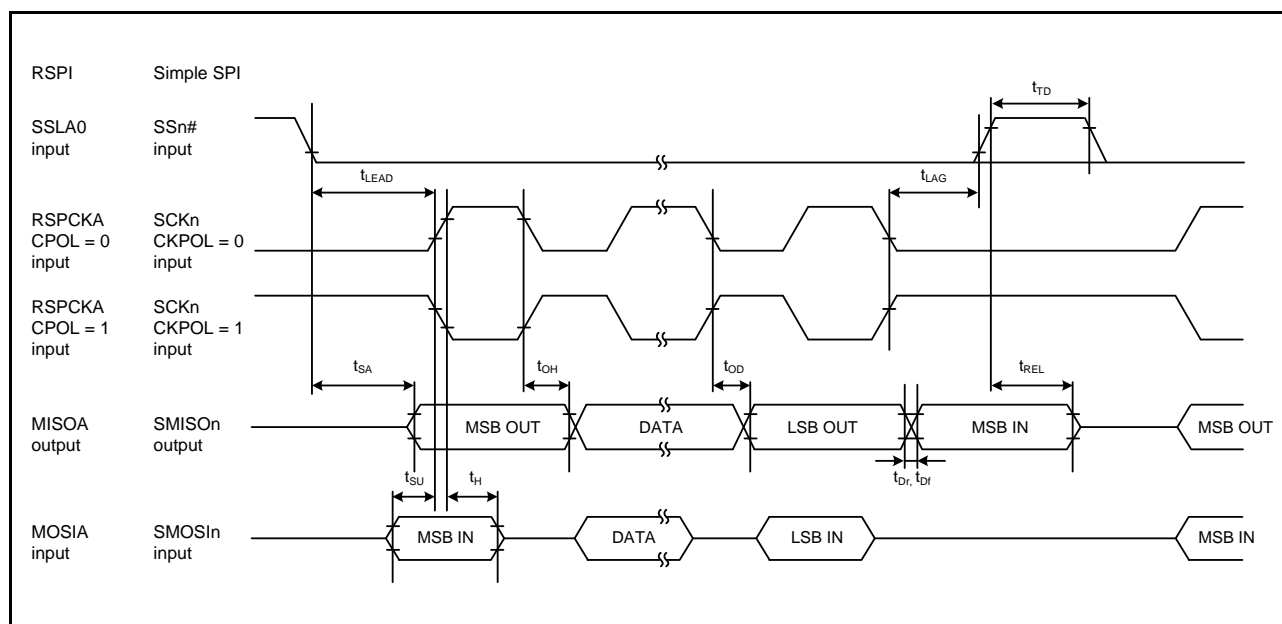 RSPI Simple SPI
tTD
SSLA0 SSn#
input input
tLEAD tLAG
RSPCKA SCKn
CPOL = 0 CKPOL = 0
input input
RSPCKA SCKn
CPOL = 1 CKPOL = 1
input input
tSA tOH tOD tREL
MISOA SMISOn
output output
MSB OUT DATA LSB OUT MSB IN MSB OUT
tSU tH tDr, tDf
MOSIA SMOSIn
input input
MSB IN DATA LSB IN MSB IN